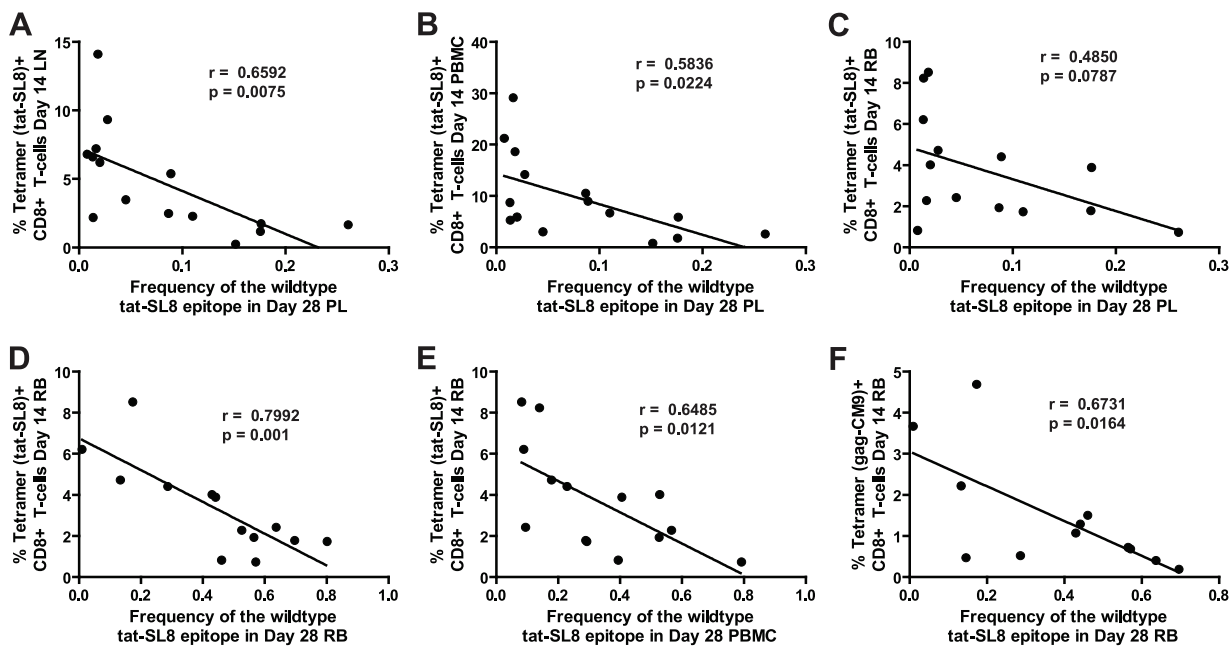 A
% Tetramer (tat-SL8)+
CD8+ T-cells Day 14 LN
15
10
5
0
0.0
0.1
0.2
0.3
r = 0.6592
p = 0.0075
Frequency of the wildtype
tat-SL8 epitope in Day 28 PL
B
% Tetramer (tat-SL8)+
CD8+ T-cells Day 14 PBMC
40
30
20
10
0
0.0
0.1
0.2
0.3
r = 0.5836
p = 0.0224
Frequency of the wildtype
tat-SL8 epitope in Day 28 PL
C
% Tetramer (tat-SL8)+
CD8+ T-cells Day 14 RB
10
8
6
4
2
0
0.0
0.1
0.2
0.3
r = 0.4850
p = 0.0787
Frequency of the wildtype
tat-SL8 epitope in Day 28 PL
D
% Tetramer (tat-SL8)+
CD8+ T-cells Day 14 RB
10
8
6
4
2
0
0.0
0.2
0.4
0.6
0.8
1.0
r = 0.7992
p = 0.001
Frequency of the wildtype
tat-SL8 epitope in Day 28 RB
E
% Tetramer (tat-SL8)+
CD8+ T-cells Day 14 RB
10
8
6
4
2
0
0.0
0.2
0.4
0.6
0.8
1.0
r = 0.6485
p = 0.0121
Frequency of the wildtype
tat-SL8 epitope in Day 28 PBMC
F
% Tetramer (gag-CM9)+
CD8+ T-cells Day 14 RB
5
4
3
2
1
0
0.0
0.2
0.4
0.6
0.8
r = 0.6731
p = 0.0164
Frequency of the wildtype
tat-SL8 epitope in Day 28 RB